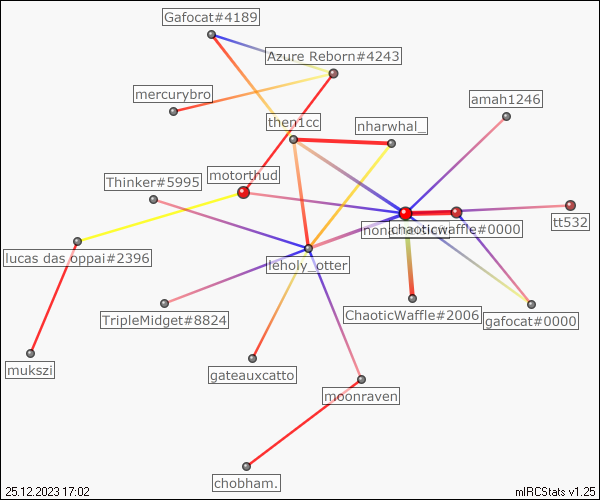 Gafocat#4189
Azure Reborn#4243
mercurybro
amah1246
then1cc
nharwhal_
motorthud
Thinker#5995
chaoticwaffle#0000
tt532
lucas das oppai#2396
leholy_otter
TripleMidget#8824
ChaoticWaffle#2006
gafocat#0000
mukszi
gateauxcatto
moonraven
chobham.
25.12.2023 17:02
mIRCStats v1.25